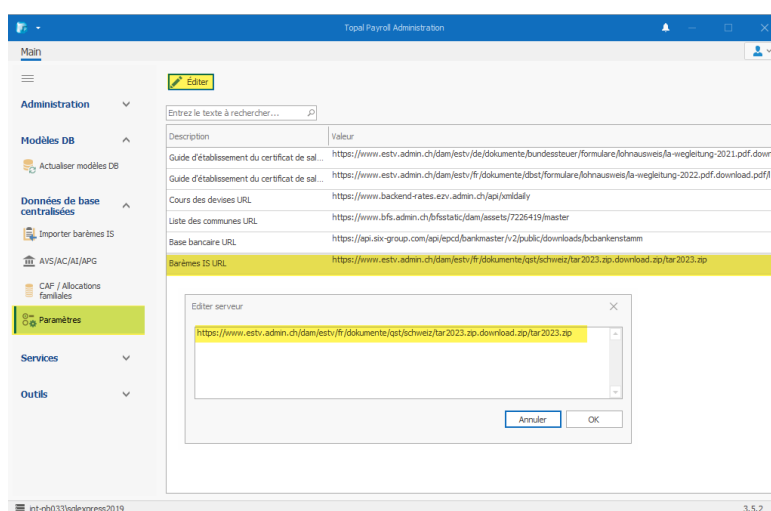 Topal Payroll Administration
Main
Administration
Modèles DB
Actualiser modèles DB
Données de base
centralisées
Importer barèmes IS
AVS/AC/AI/APG
CAF / Allocations
familiales
Paramètres
Services
Outils
Éditer
Entrez le texte à rechercher...
Description Valeur
Guide d'établissement du certificat de sal... https://www.estv.admin.ch/dam/estv/de/dokumente/bundessteuer/formulare/lohnausweis/la-wegleitung-2021.pdf.down
Guide d'établissement du certificat de sal... https://www.estv.admin.ch/dam/estv/fr/dokumente/dbst/formulare/lohnausweis/la-wegleitung-2022.pdf.download.pdf/l
Cours des devises URL https://www.backend-rates.ezv.admin.ch/api/xmldaily
Liste des communes URL https://www.bfs.admin.ch/bfsstatic/dam/assets/7226419/master
Base bancaire URL https://api.six-group.com/api/epcd/bankmaster/v2/public/downloads/bcbankenstamm
Barèmes IS URL https://www.estv.admin.ch/dam/estv/fr/dokumente/qst/schweiz/tar2023.zip.download.zip/tar2023.zip
Editer serveur
https://www.estv.admin.ch/dam/estv/fr/dokumente/qst/schweiz/tar2023.zip.download.zip/tar2023.zip
Annuler OK
int-nb033\sqlexpress2019 3.5.2